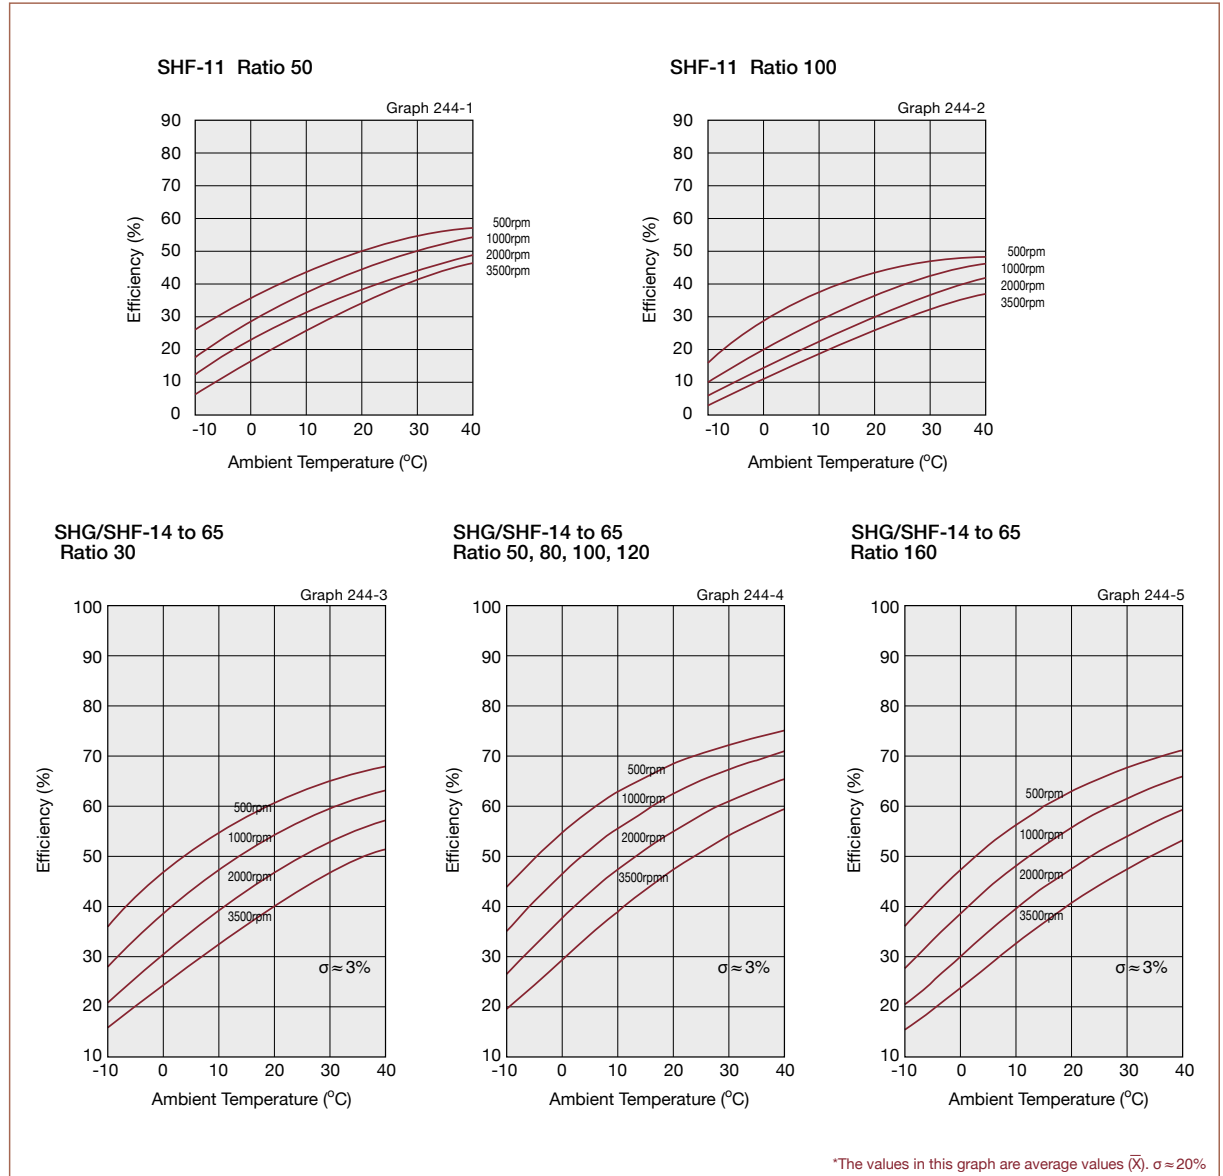 SHF-11 Ratio 50
Graph 244-1
90
80
70
60
50
40
30
20
10
0
Efficiency (%)
500rpm
1000rpm
2000rpm
3500rpm
-10 0 10 20 30 40
Ambient Temperature (°C)
SHF-11 Ratio 100
Graph 244-2
90
80
70
60
50
40
30
20
10
0
Efficiency (%)
500rpm
1000rpm
2000rpm
3500rpm
-10 0 10 20 30 40
Ambient Temperature (°C)
SHG/SHF-14 to 65
Ratio 30
Graph 244-3
100
90
80
70
60
50
40
30
20
10
Efficiency (%)
500rpm
1000rpm
2000rpm
3500rpm
σ≈3%
-10 0 10 20 30 40
Ambient Temperature (°C)
SHG/SHF-14 to 65
Ratio 50, 80, 100, 120
Graph 244-4
100
90
80
70
60
50
40
30
20
10
Efficiency (%)
500rpm
1000rpm
2000rpm
3500rpmn
σ≈3%
-10 0 10 20 30 40
Ambient Temperature (°C)
SHG/SHF-14 to 65
Ratio 160
Graph 244-5
100
90
80
70
60
50
40
30
20
10
Efficiency (%)
500rpm
1000rpm
2000rpm
3500rpm
σ≈3%
-10 0 10 20 30 40
Ambient Temperature (°C)
*The values in this graph are average values (X̅). σ≈20%